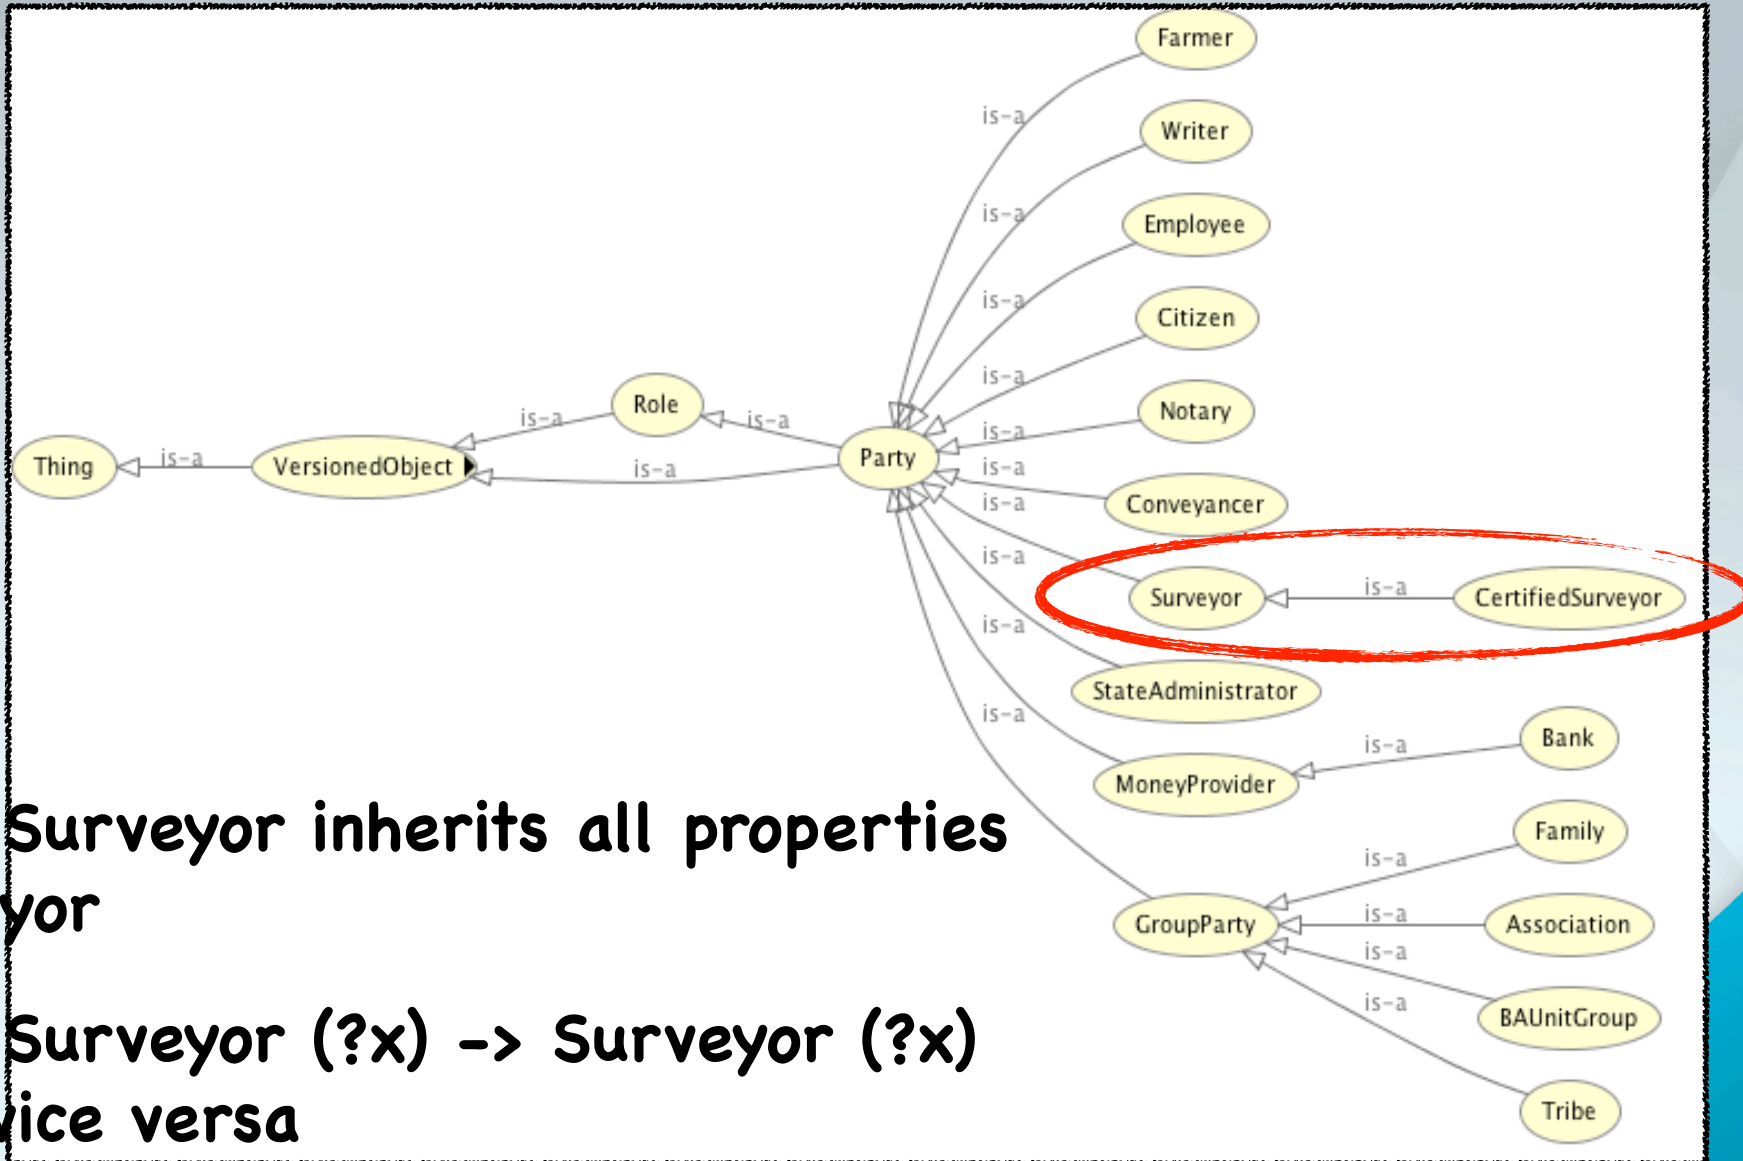 Farmer
is-a
Writer
is-a
Employee
is-a
Citizen
is-a
Notary
is-a
Conveyancer
is-a
is-a
Role
is-a
is-a
Thing
is-a
VersionedObject
is-a
Party
is-a
Surveyor
is-a
CertifiedSurveyor
is-a
StateAdministrator
is-a
MoneyProvider
is-a
Bank
GroupParty
is-a
Family
is-a
Association
is-a
BAUnitGroup
is-a
Tribe
Surveyor inherits all properties
yor
Surveyor (?x) -> Surveyor (?x)
vice versa